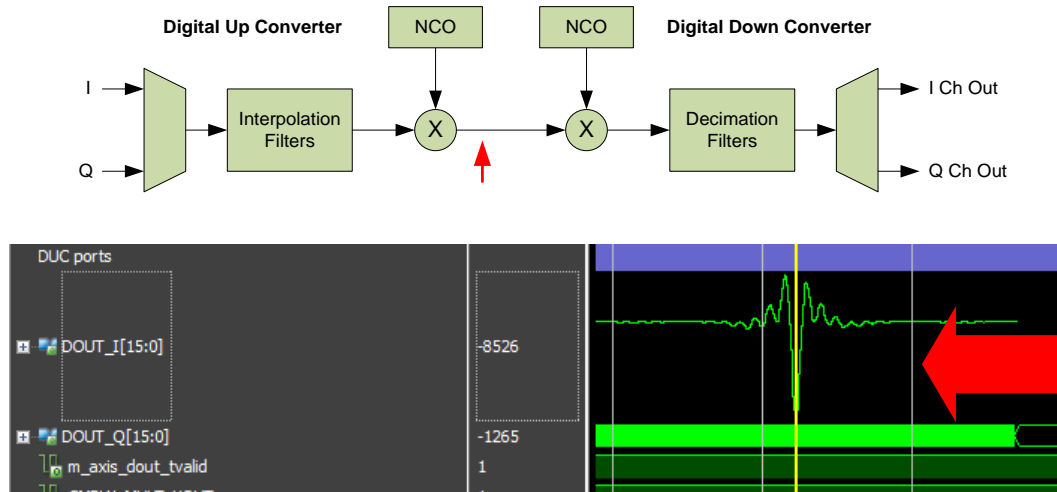 Digital Up Converter
NCO
NCO
Digital Down Converter
I
Q
Interpolation
Filters
X
X
Decimation
Filters
I Ch Out
Q Ch Out
DUC ports
DOUT_I[15:0]
-8526
DOUT_Q[15:0]
-1265
m_axis_dout_tvalid
1